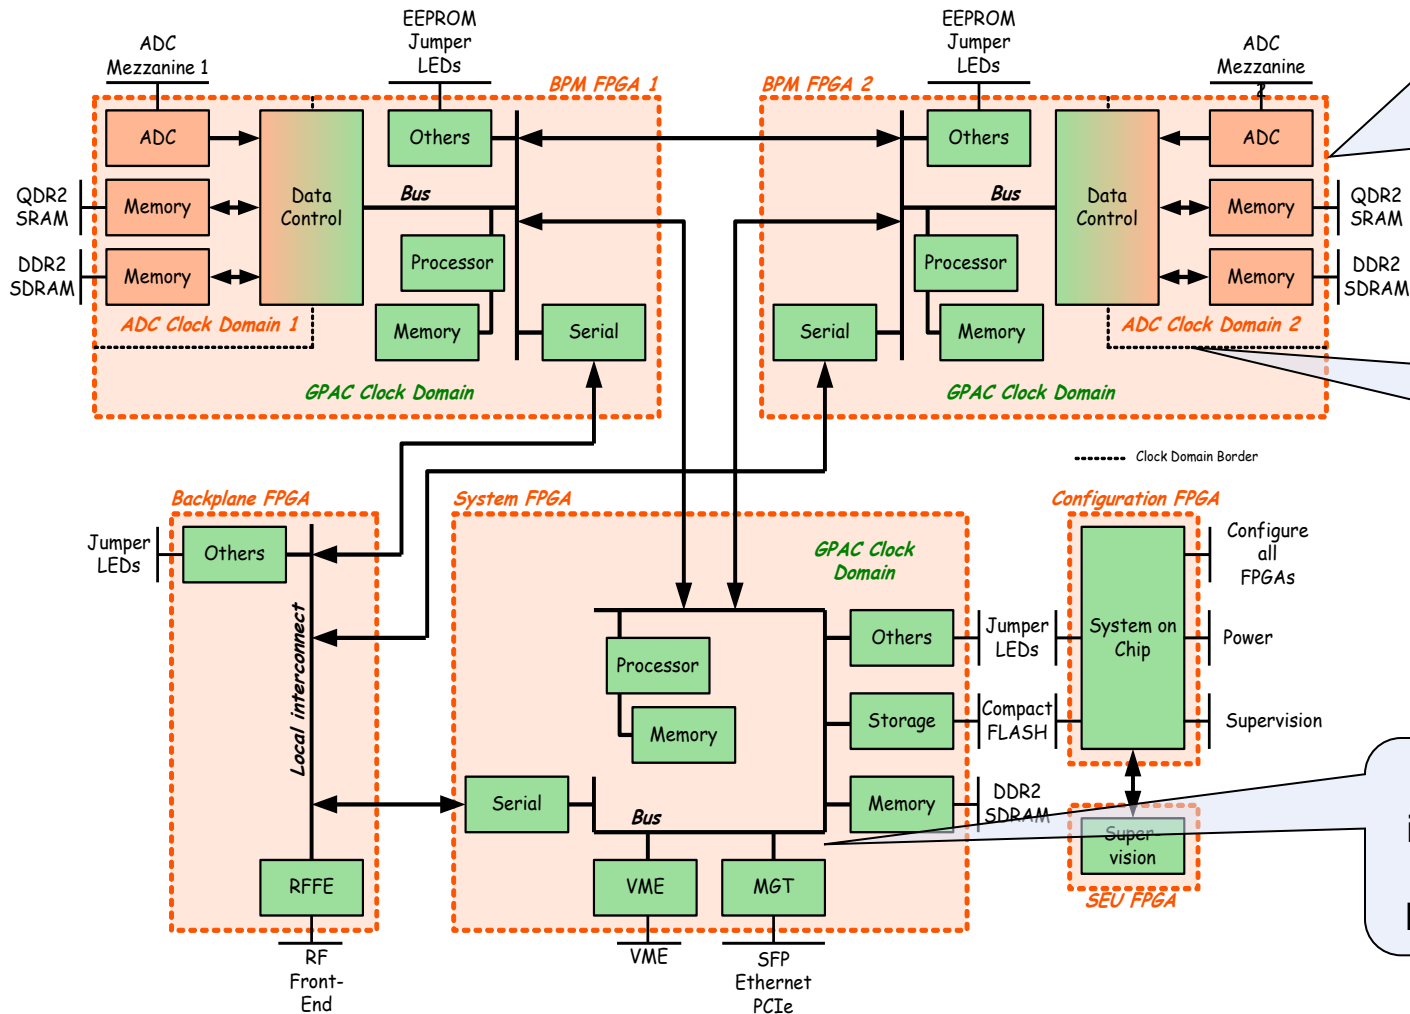 EEPROM
Jumper
LEDs
ADC
Mezzanine 1
BPM FPGA 1
ADC
Others
QDR2
SRAM
Memory
Data
Control
Bus
Processor
DDR2
SDRAM
Memory
Memory
Serial
ADC Clock Domain 1
GPAC Clock Domain
EEPROM
Jumper
LEDs
ADC
Mezzanine
2
BPM FPGA 2
Others
ADC
Bus
Data
Control
Memory
QDR2
SRAM
Processor
Memory
DDR2
SDRAM
Serial
Memory
ADC Clock Domain 2
GPAC Clock Domain
Clock Domain Border
Backplane FPGA
Jumper
LEDs
Others
Local interconnect
RFFE
RF
Front-
End
System FPGA
GPAC Clock
Domain
Processor
Memory
Others
Jumper
LEDs
Storage
Compact
FLASH
Memory
DDR2
SDRAM
Serial
Bus
VME
MGT
VME
SFP
Ethernet
PCIe
Configuration FPGA
System on
Chip
Configure
all
FPGAs
Power
Supervision
Super-
vision
SEU FPGA